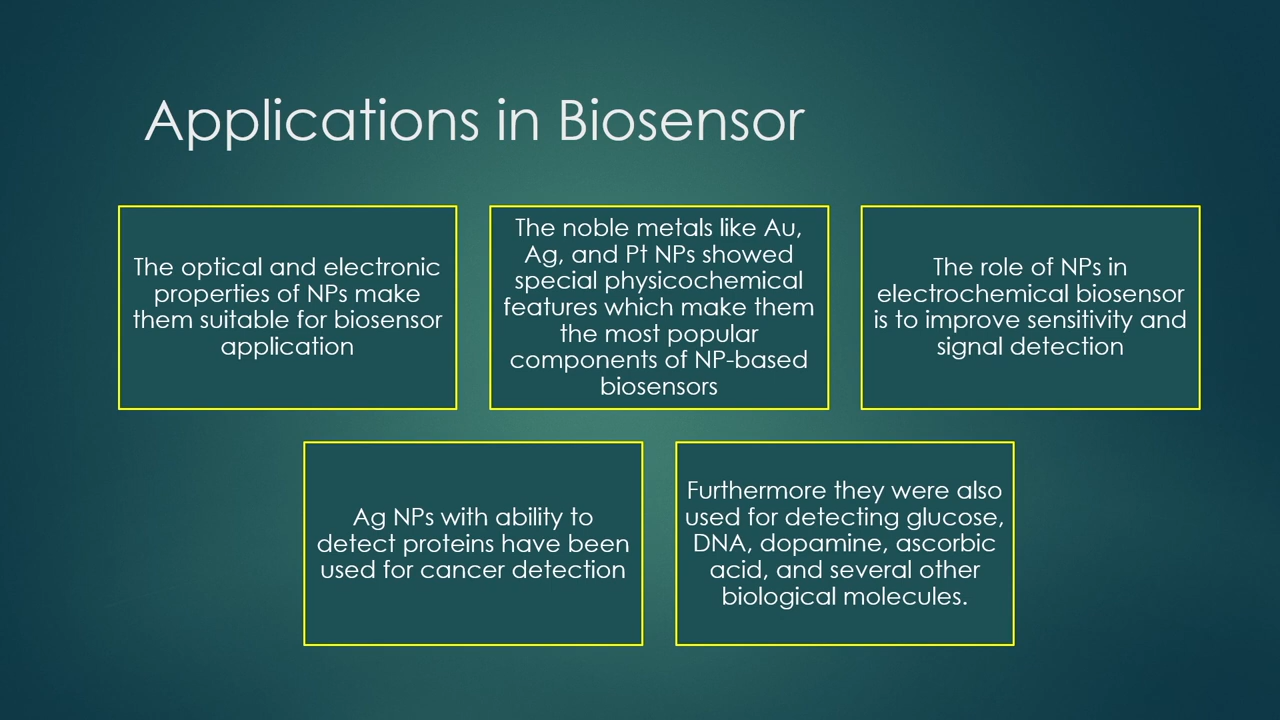 Applications in Biosensor
The optical and electronic
properties of NPs make
them suitable for biosensor
application
The noble metals like Au,
Ag, and Pt NPs showed
special physicochemical
features which make them
the most popular
components of NP-based
biosensors
The role of NPs in
electrochemical biosensor
is to improve sensitivity and
signal detection
Ag NPs with ability to
detect proteins have been
used for cancer detection
Furthermore they were also
used for detecting glucose,
DNA, dopamine, ascorbic
acid, and several other
biological molecules.